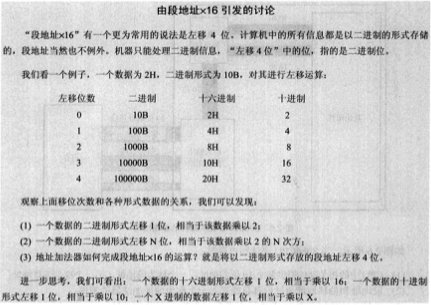 由段地址×16 引发的讨论
“段地址×16”有一个更为常用的说法是左移 4 位。计算机中的所有信息都是以二进制的形式存储
的，段地址当然也不例外。机器只能处理二进制信息，“左移 4 位”中的位，指的是二进制位。
我们看一个例子，一个数据为 2H，二进制形式为 10B，对其进行左移运算：
左移位数 二进制 十六进制 十进制
0 10B 2H 2
1 100B 4H 4
2 1000B 8H 8
3 10000B 10H 16
4 100000B 20H 32
观察上面移位次数和各种形式数据的关系，我们可以发现：
(1) 一个数据的二进制形式左移 1 位，相当于该数据乘以 2；
(2) 一个数据的二进制形式左移 N 位，相当于该数据乘以 2 的 N 次方；
(3) 地址加法器如何完成段地址×16 的运算？就是将以二进制形式存放的段地址左移 4 位。
进一步思考，我们可看出：一个数据的十六进制形式左移 1 位，相当于乘以 16；一个数据的十进制
形式左移 1 位，相当于乘以 10；一个 X 进制的数据左移 1 位，相当于乘以 X。